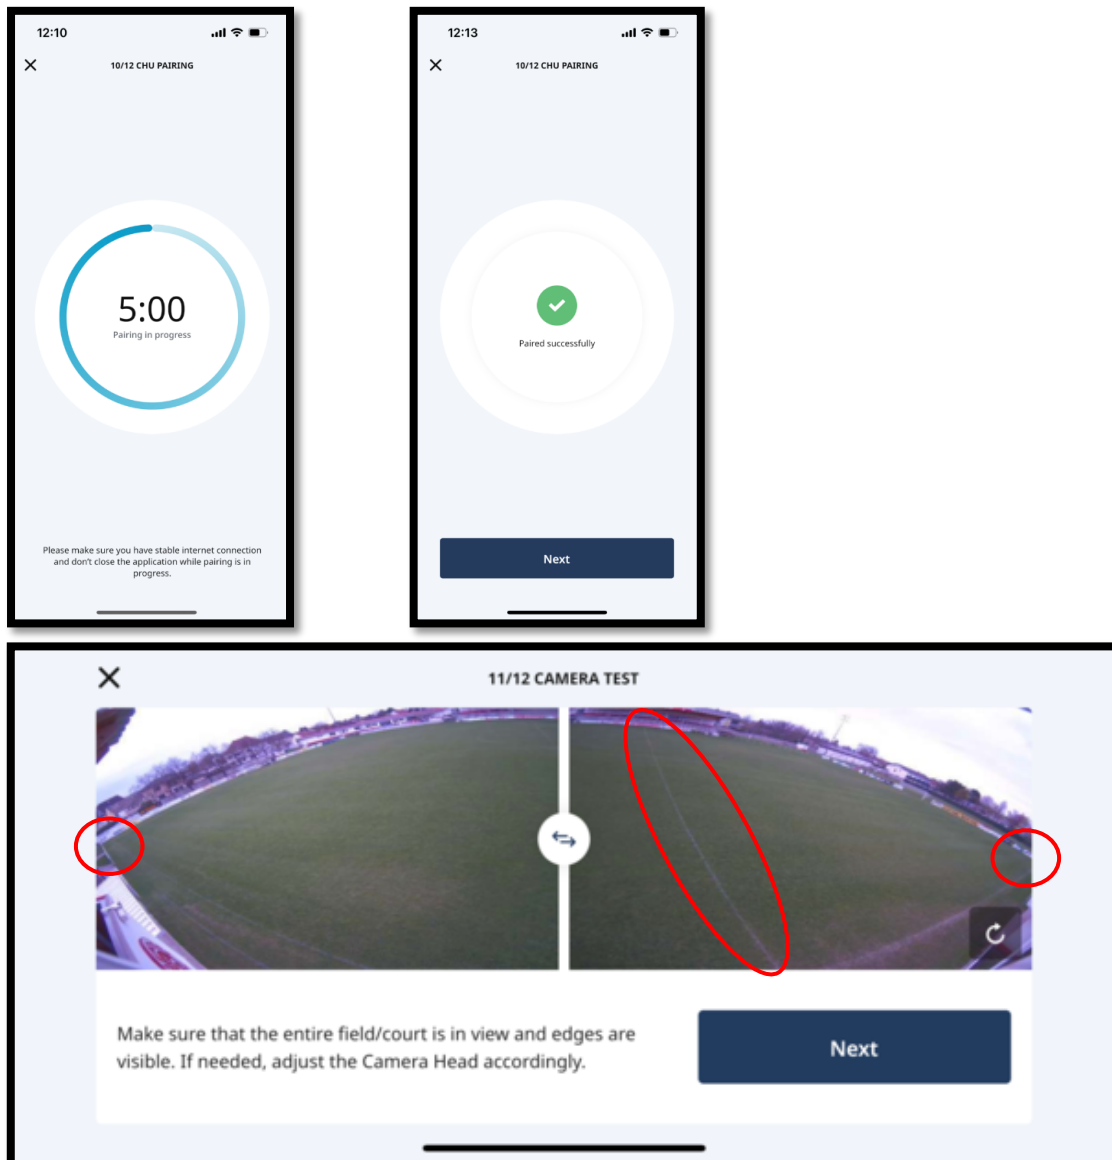 12:10
10/12 CHU PAIRING
5:00
Pairing in progress
Please make sure you have stable internet connection
and don't close the application while pairing is in
progress.
12:13
10/12 CHU PAIRING
Paired successfully
Next
11/12 CAMERA TEST
Make sure that the entire field/court is in view and edges are
visible. If needed, adjust the Camera Head accordingly.
Next